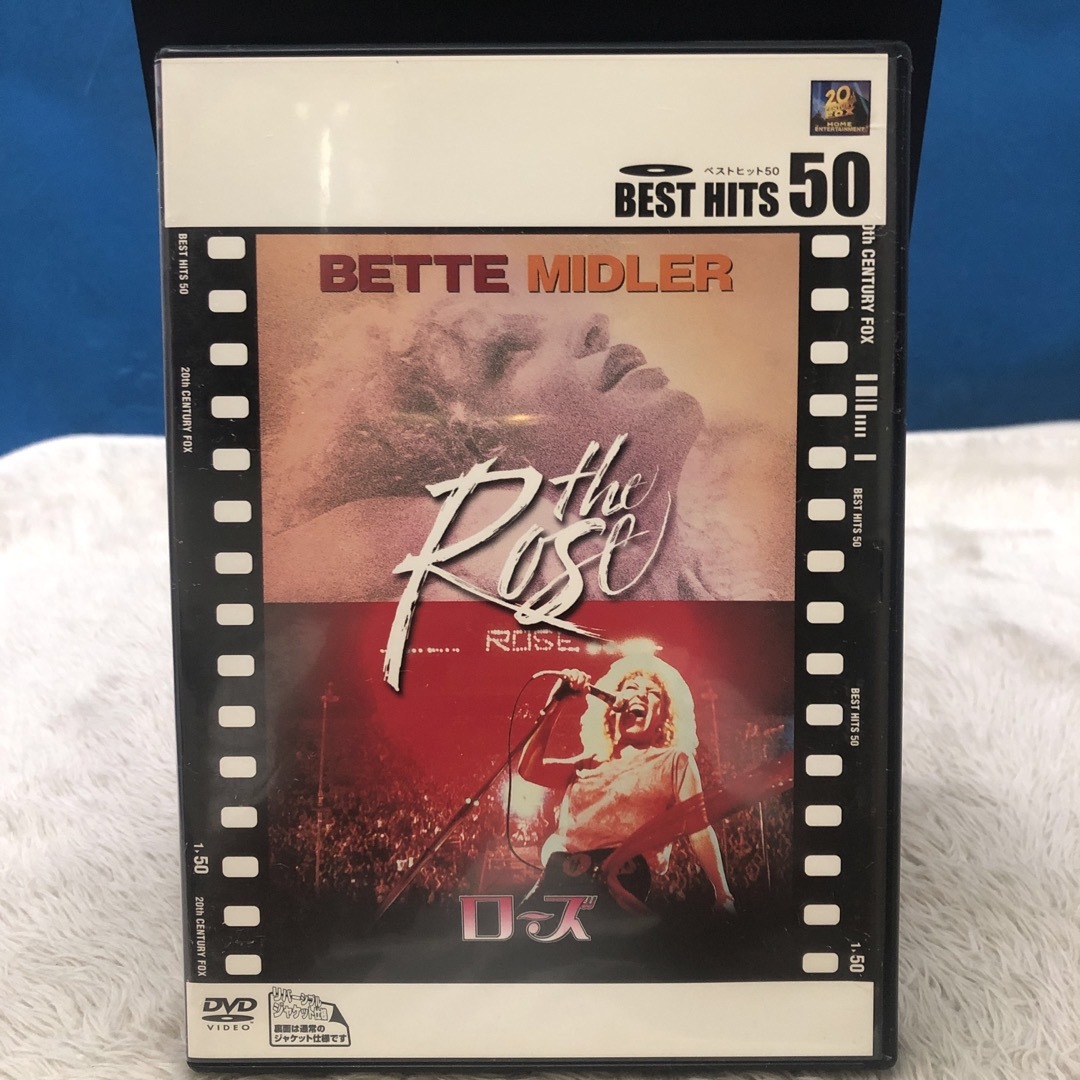 20th
CENTURY
FOX
HOME
ENTERTAINMENT
ベストヒット50
BEST HITS 50
BETTE MIDLER
the
Rose
ROSE
ローズ
BEST HITS 50
20th CENTURY FOX
1,50
20th CENTURY FOX
0th CENTURY FOX
BEST HITS 50
BEST HITS 50
1,50
DVD
VIDEO
リバーシブル
ジャケット仕様
裏面は通常の
ジャケット仕様です